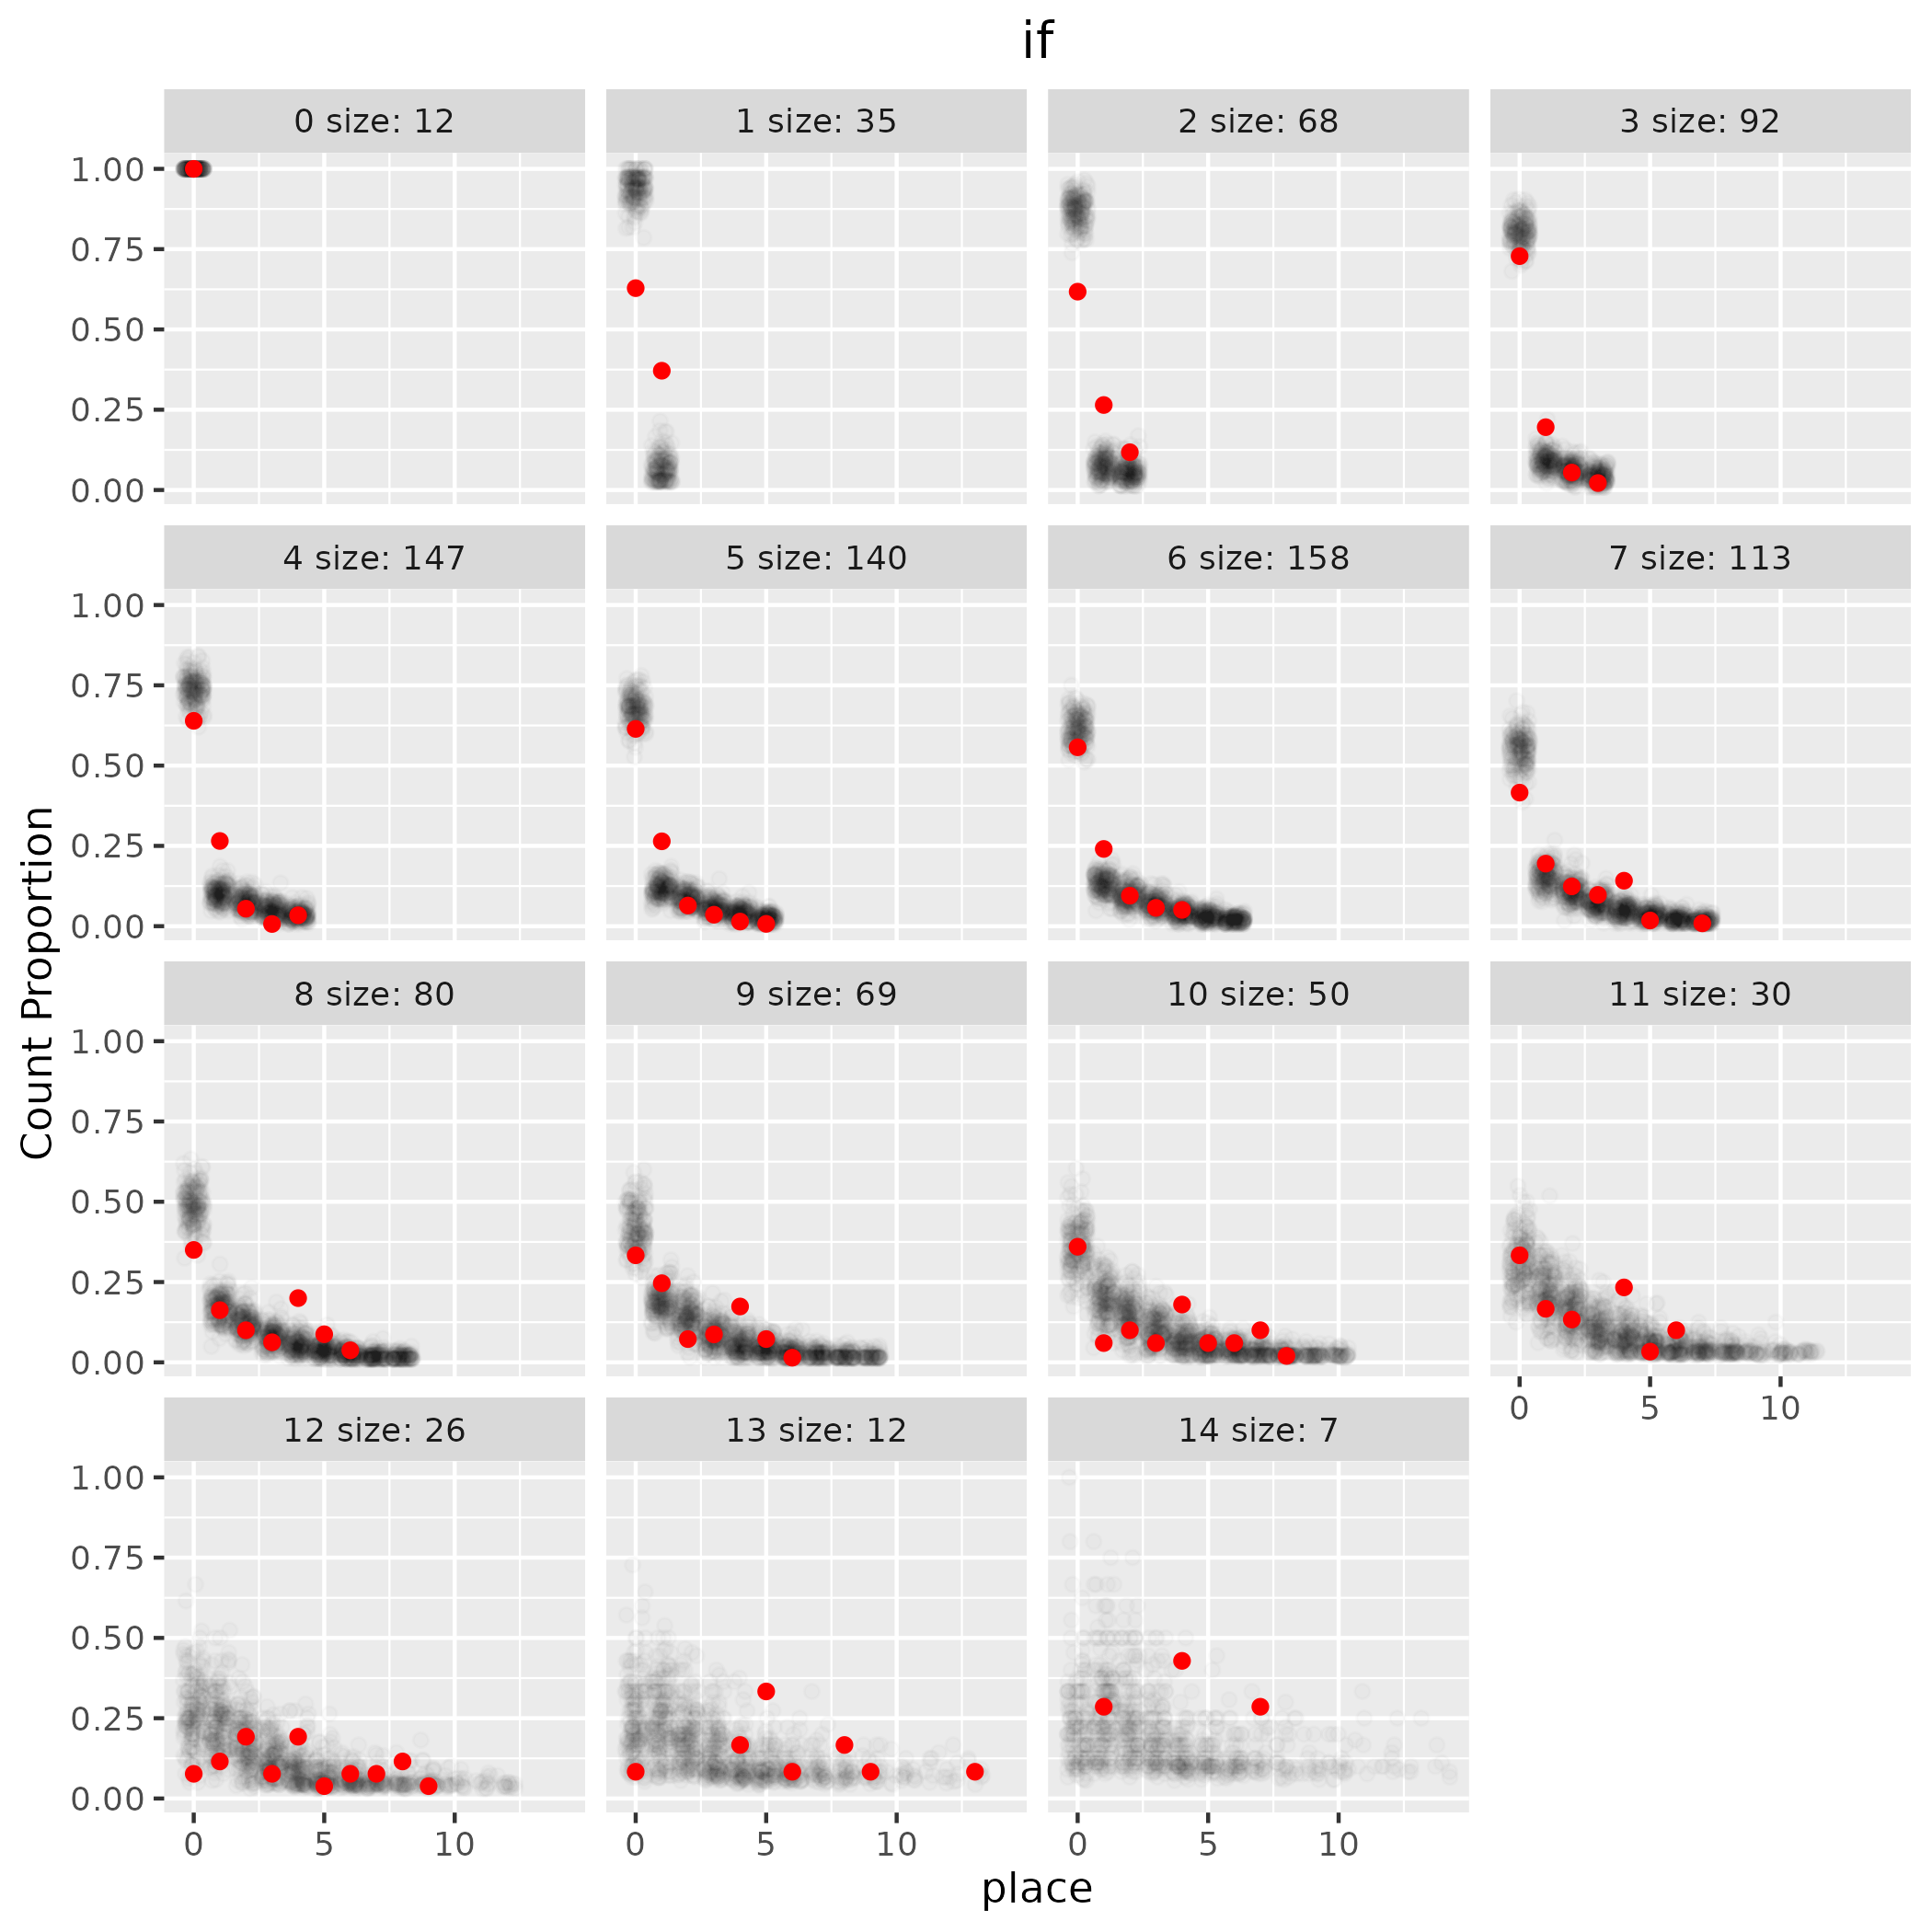 if
0 size: 12
1 size: 35
2 size: 68
3 size: 92
1.00
0.75
0.50
0.25
0.00
4 size: 147
5 size: 140
6 size: 158
7 size: 113
1.00
0.75
0.50
0.25
0.00
8 size: 80
9 size: 69
10 size: 50
11 size: 30
1.00
0.75
0.50
0.25
0.00
0 5 10
12 size: 26
13 size: 12
14 size: 7
1.00
0.75
0.50
0.25
0.00
0 5 10
0 5 10
0 5 10
place
Count Proportion